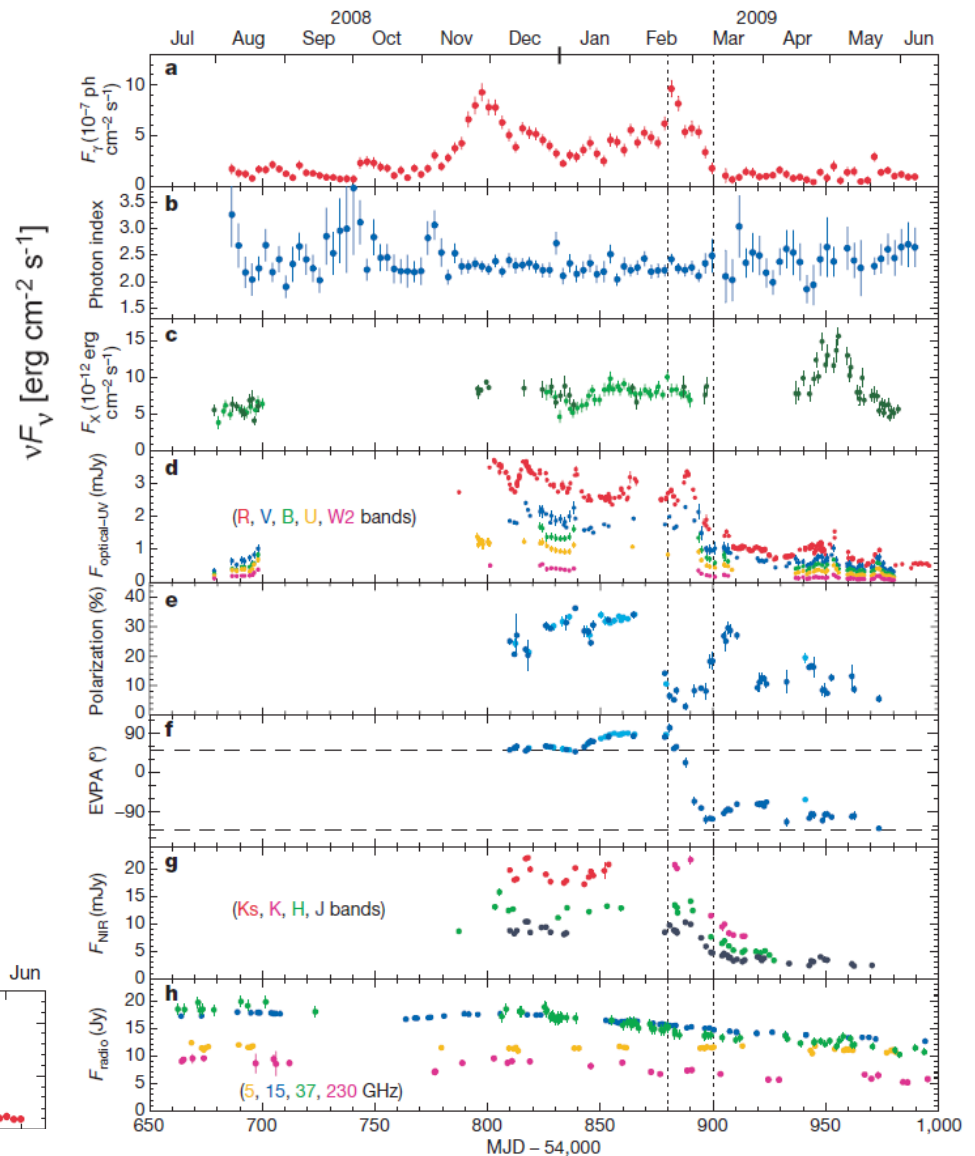 2008 2009
Jul Aug Sep Oct Nov Dec Jan Feb Mar Apr May Jun
a
10
5
0
Fγ (10⁻⁷ ph
cm⁻² s⁻¹)
b
3.5
3.0
2.5
2.0
1.5
Photon index
νFν [erg cm⁻² s⁻¹]
c
15
10
5
0
F_X (10⁻¹² erg
cm⁻² s⁻¹)
d
3
2
1
0
F_optical–UV (mJy)
(R, V, B, U, W2 bands)
e
40
30
20
10
0
Polarization (%)
f
90
0
−90
EVPA (°)
g
20
15
10
5
0
F_NIR (mJy)
(Ks, K, H, J bands)
h
20
15
10
5
0
F_radio (Jy)
(5, 15, 37, 230 GHz)
Jun
650 700 750 800 850 900 950 1,000
MJD – 54,000